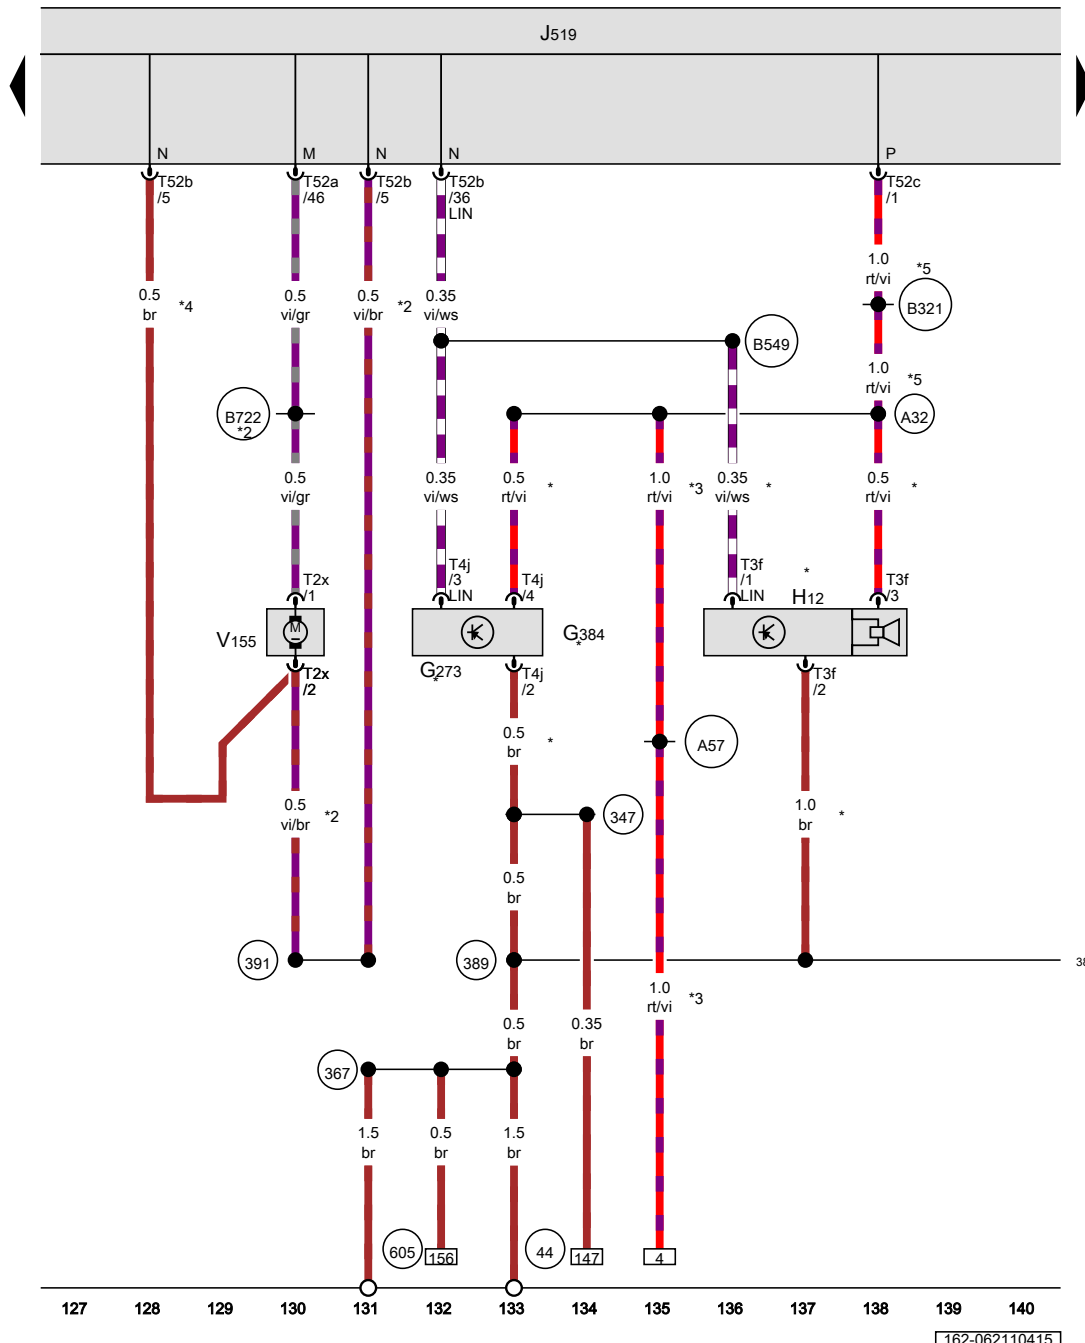 J519
N
M
N
N
P
T52b
/5
T52a
/46
T52b
/5
T52b
/36
LIN
T52c
/1
1.0
rt/vi
*5
B321
0.5
br
*4
0.5
vi/gr
0.5
vi/br
*2
0.35
vi/ws
B549
1.0
rt/vi
*5
B722
*2
A32
0.5
vi/gr
0.35
vi/ws
0.5
rt/vi
*
1.0
rt/vi
*3
0.35
vi/ws
*
0.5
rt/vi
*
T2x
/1
T4j
/3
LIN
T4j
/4
T3f
/1
LIN
*
H12
T3f
/3
V155
M
G384
*
T2x
/2
G273
*
T4j
/2
T3f
/2
0.5
br
*
A57
0.5
vi/br
*2
347
1.0
br
*
0.5
br
391
389
38
0.5
br
0.35
br
1.0
rt/vi
*3
367
1.5
br
0.5
br
1.5
br
605
156
44
147
4
127 128 129 130 131 132 133 134 135 136 137 138 139 140
162-062110415